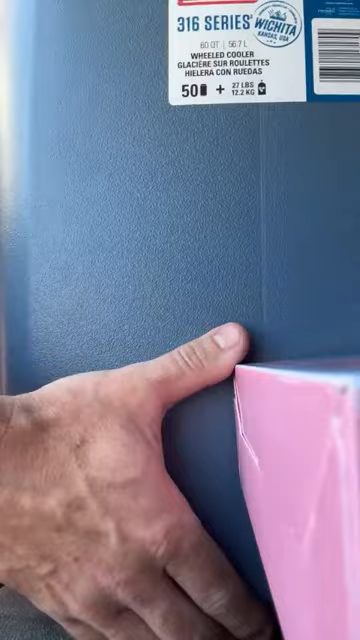 316 SERIES®
WICHITA
KANSAS, USA
60 QT | 56.7 L
WHEELED COOLER
GLACIÈRE SUR ROULETTES
HIELERA CON RUEDAS
50 + 27 LBS
12.2 KG